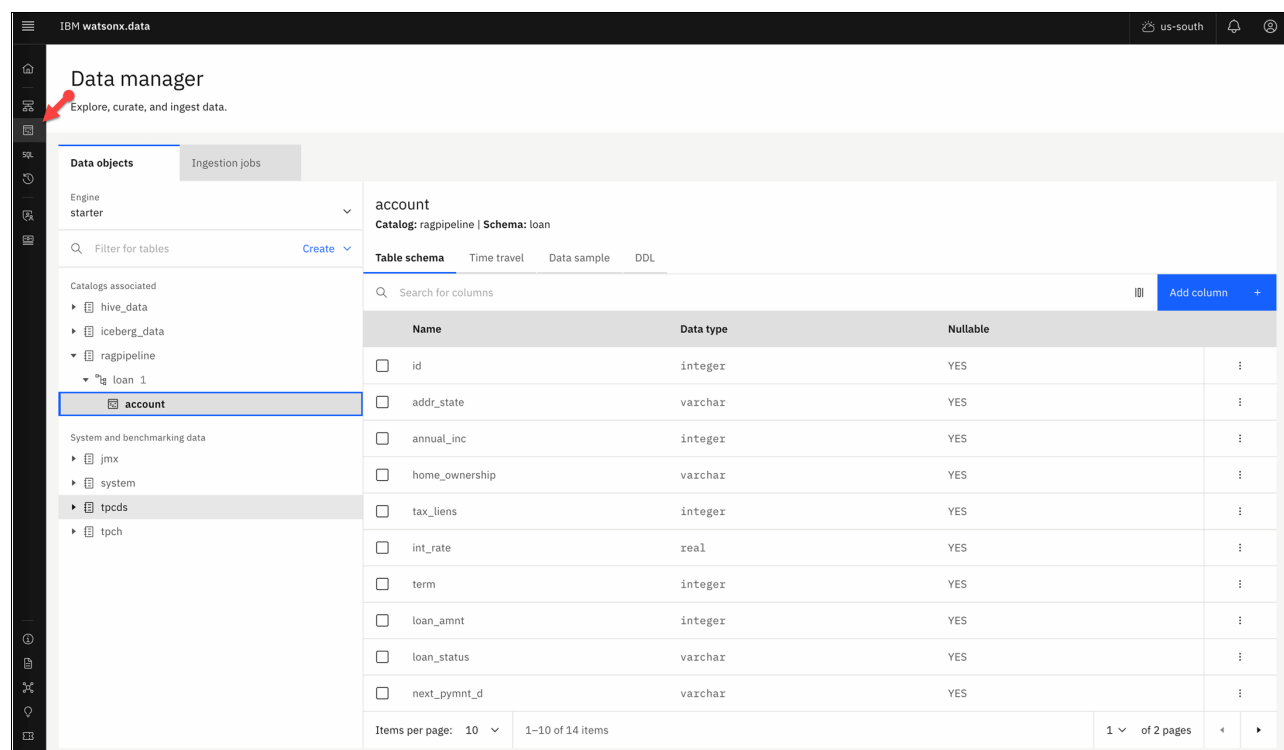 IBM watsonx.data
us-south
Data manager
Explore, curate, and ingest data.
SQL
Data objects
Ingestion jobs
Engine
starter
Filter for tables
Create
Catalogs associated
hive_data
iceberg_data
ragpipeline
loan 1
account
System and benchmarking data
jmx
system
tpcds
tpch
account
Catalog: ragpipeline | Schema: loan
Table schema Time travel Data sample DDL
Search for columns
Add column +
Name Data type Nullable
id integer YES
addr_state varchar YES
annual_inc integer YES
home_ownership varchar YES
tax_liens integer YES
int_rate real YES
term integer YES
loan_amnt integer YES
loan_status varchar YES
next_pymnt_d varchar YES
Items per page: 10 1–10 of 14 items 1 of 2 pages